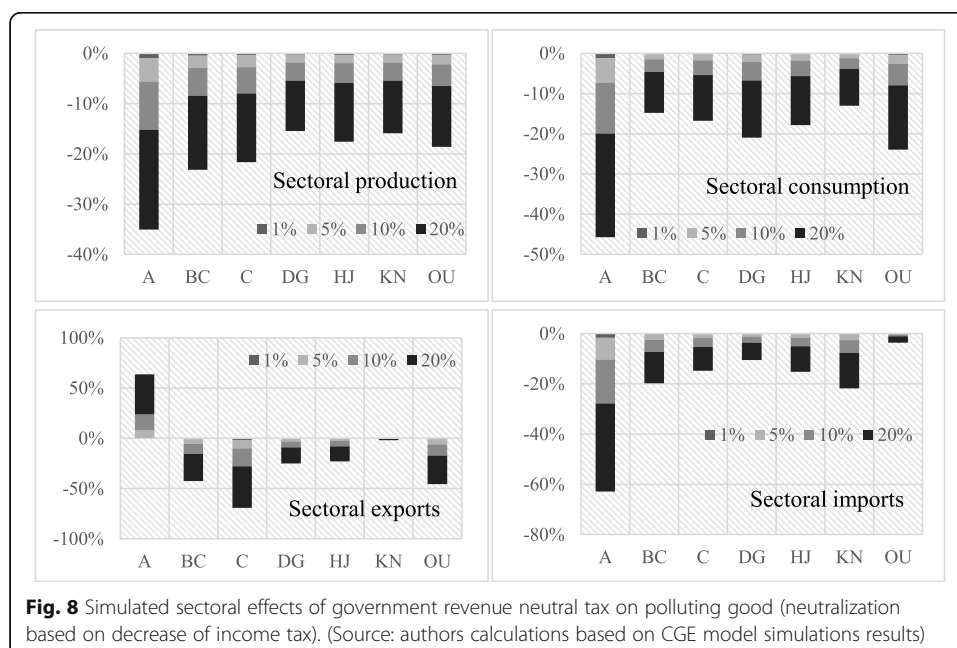 0%
-10%
-20%
-30%
-40%
Sectoral production
1% 5% 10% 20%
A BC C DG HJ KN OU
0%
-10%
-20%
-30%
-40%
-50%
Sectoral consumption
1% 5% 10% 20%
A BC C DG HJ KN OU
100%
50%
0%
-50%
-100%
1% 5% 10% 20%
Sectoral exports
A BC C DG HJ KN OU
0%
-20%
-40%
-60%
-80%
1% 5% 10% 20%
Sectoral imports
A BC C DG HJ KN OU
Fig. 8 Simulated sectoral effects of government revenue neutral tax on polluting good (neutralization
based on decrease of income tax). (Source: authors calculations based on CGE model simulations results)